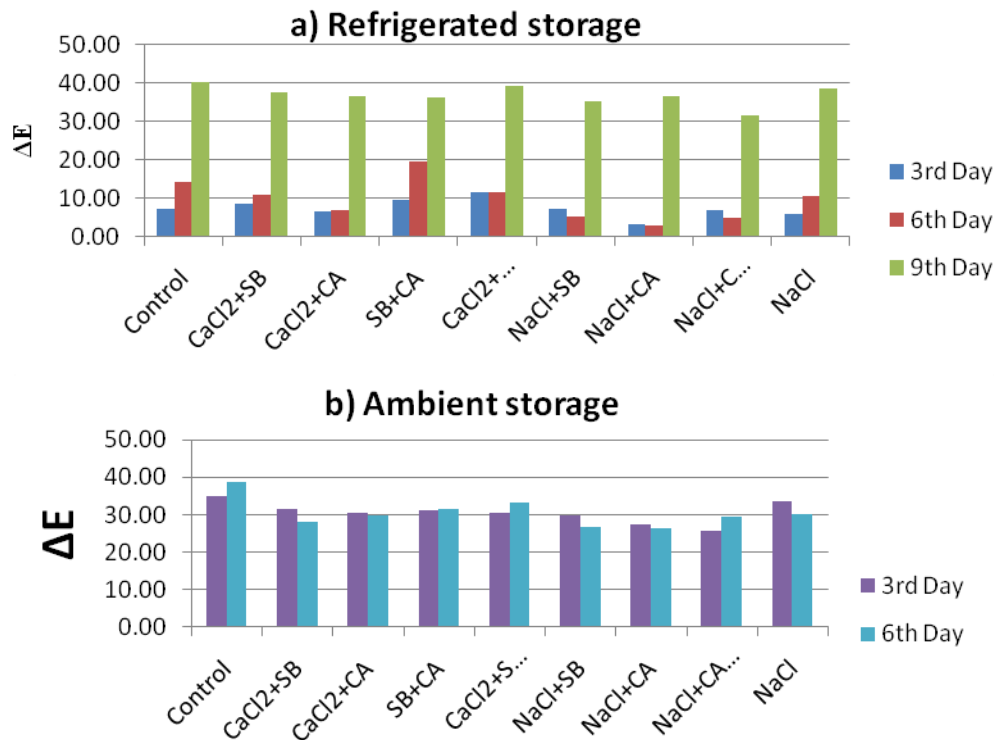 a) Refrigerated storage
50.00
40.00
30.00
20.00
10.00
0.00
ΔE
Control
CaCl2+SB
CaCl2+CA
SB+CA
CaCl2+...
NaCl+SB
NaCl+CA
NaCl+C...
NaCl
3rd Day
6th Day
9th Day
b) Ambient storage
50.00
40.00
30.00
20.00
10.00
0.00
ΔE
Control
CaCl2+SB
CaCl2+CA
SB+CA
CaCl2+S...
NaCl+SB
NaCl+CA
NaCl+CA...
NaCl
3rd Day
6th Day